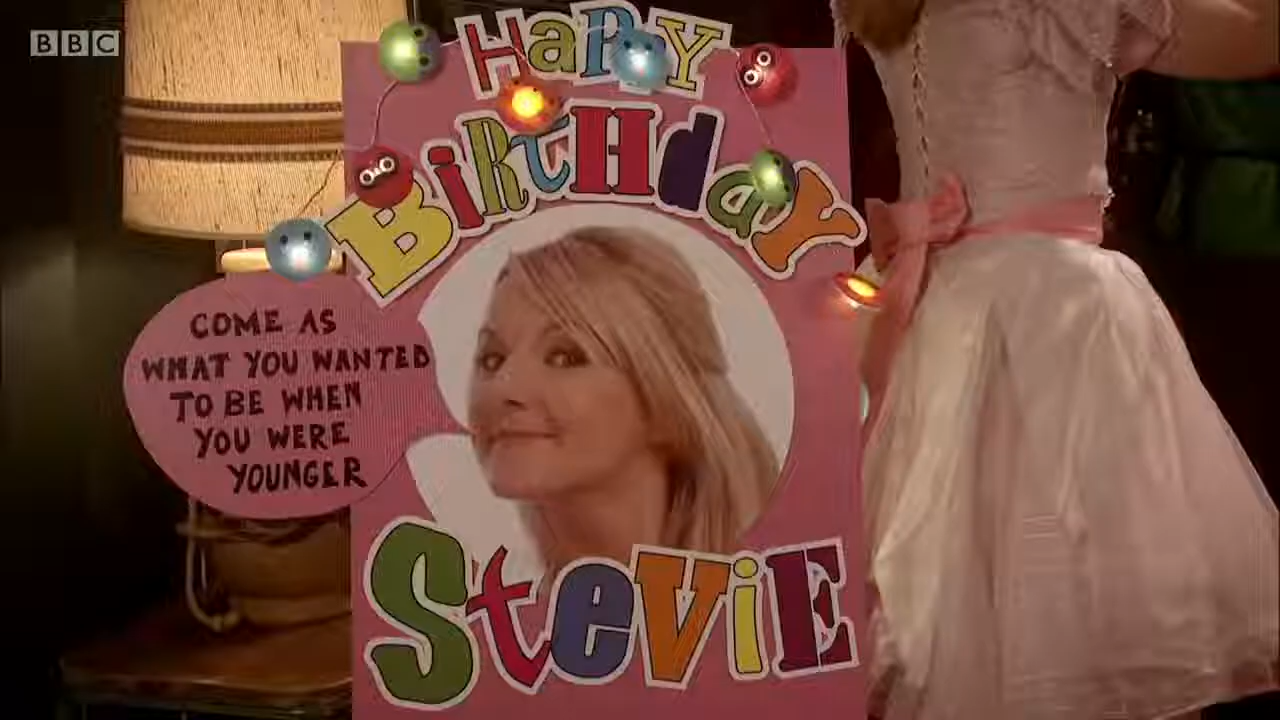 BBC
HaPPY
BiRtHdaY
COME AS
WHAT YOU WANTED
TO BE WHEN
YOU WERE
YOUNGER
SteViE